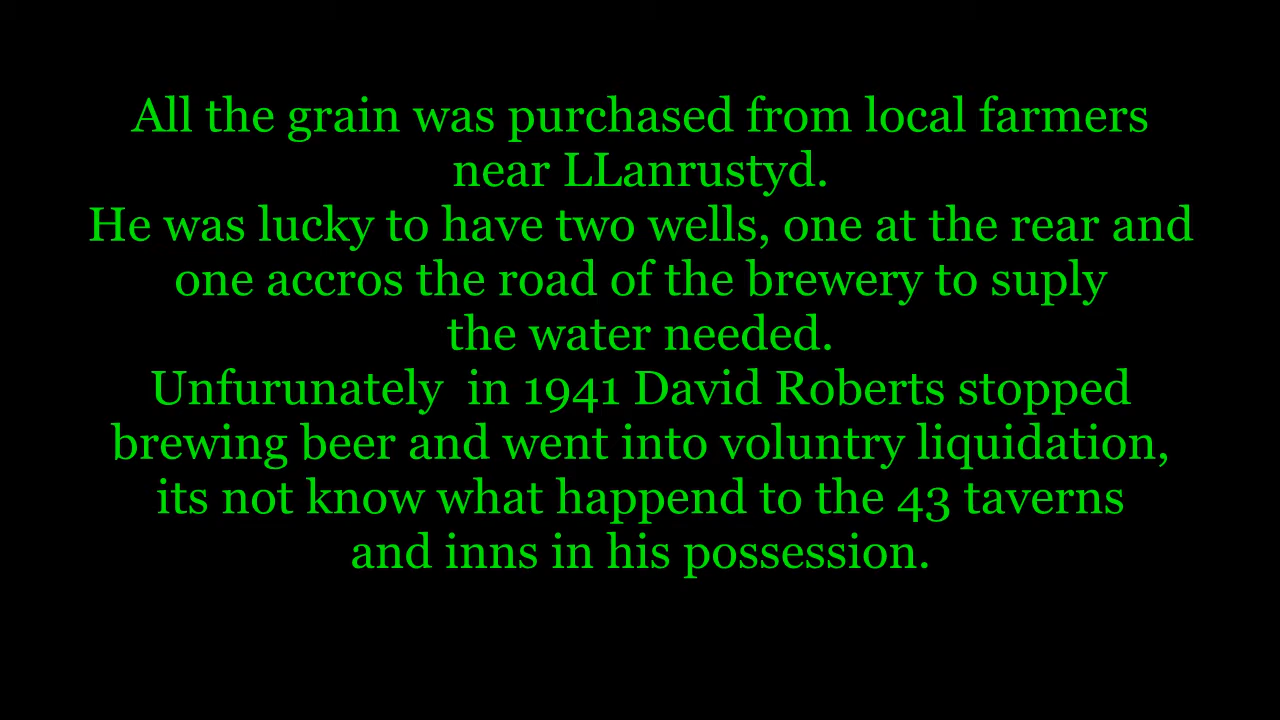 All the grain was purchased from local farmers
near LLanrustyd.
He was lucky to have two wells, one at the rear and
one accros the road of the brewery to suply
the water needed.
Unfurunately  in 1941 David Roberts stopped
brewing beer and went into voluntry liquidation,
its not know what happend to the 43 taverns
and inns in his possession.